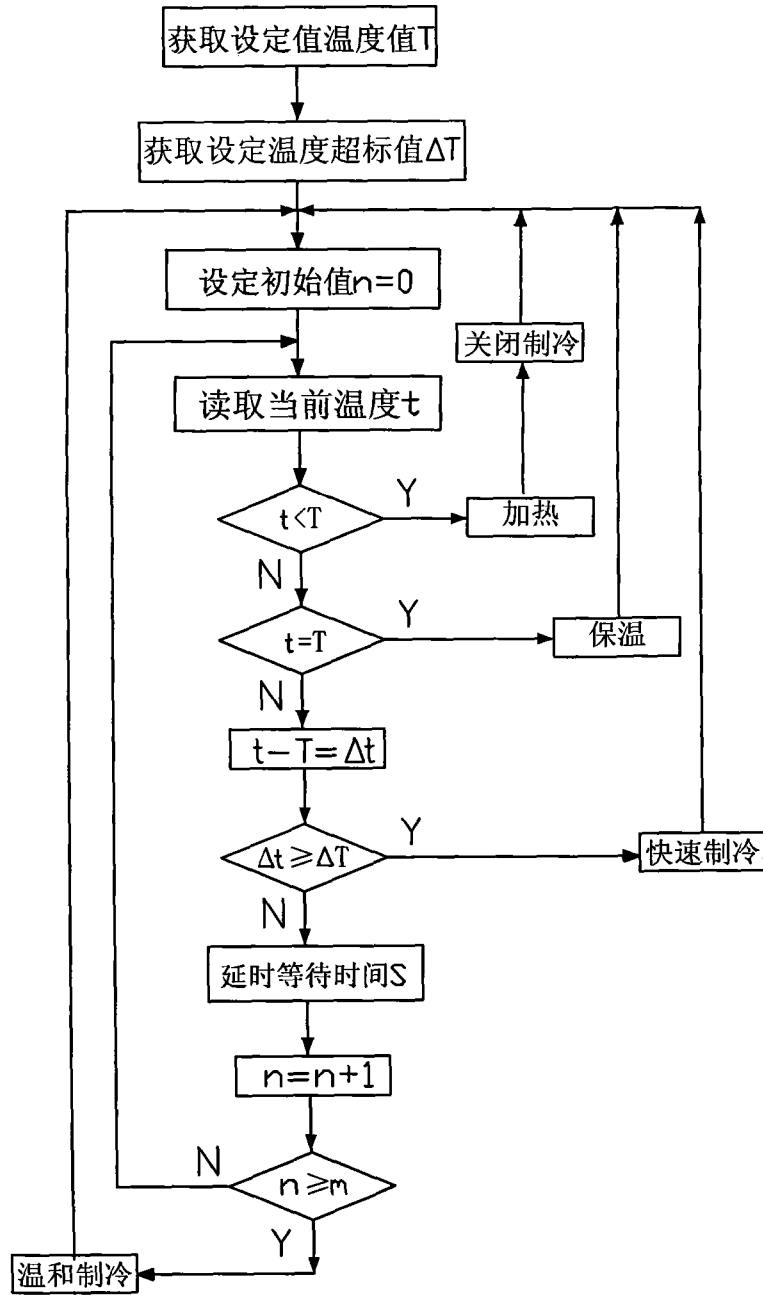 获取设定值温度值T
获取设定温度超标值ΔT
设定初始值n=0
关闭制冷
读取当前温度t
t<T
Y
加热
N
t=T
Y
保温
N
t-T=Δt
Δt≥ΔT
Y
快速制冷
N
延时等待时间S
n=n+1
n≥m
N
Y
温和制冷